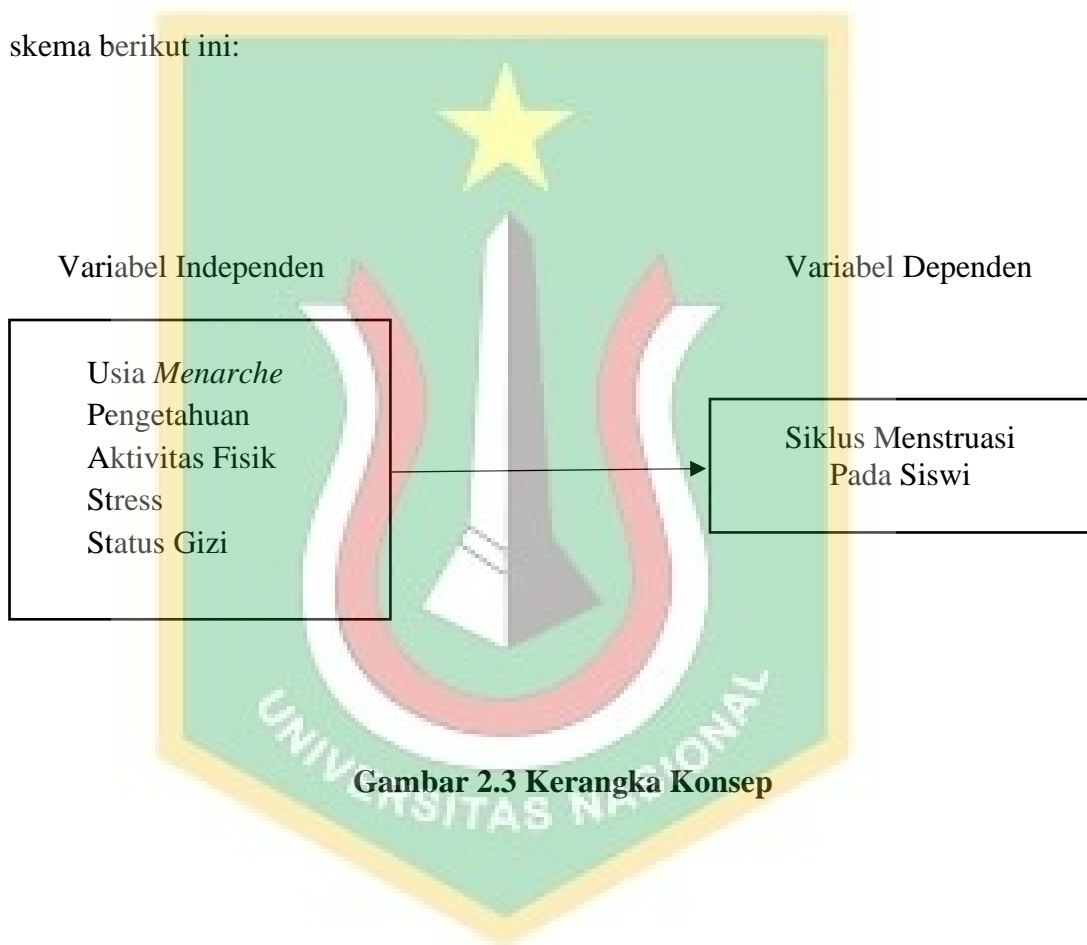 skema berikut ini:
Variabel Independen
Variabel Dependen
Usia Menarche
Pengetahuan
Aktivitas Fisik
Stress
Status Gizi
Siklus Menstruasi
Pada Siswi
UNIVERSITAS NASIONAL
Gambar 2.3 Kerangka Konsep